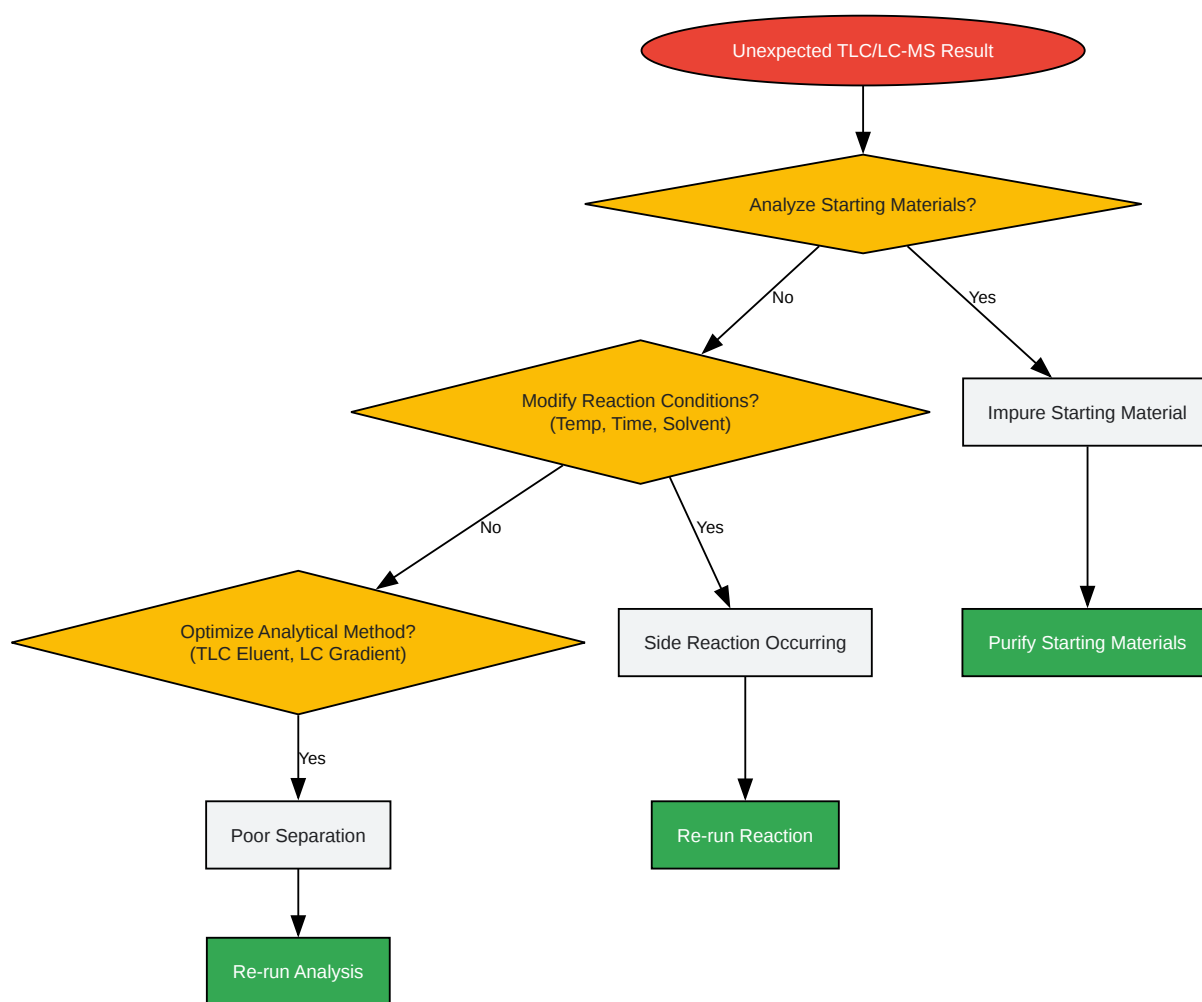 Unexpected TLC/LC-MS Result
Analyze Starting Materials?
No
Yes
Modify Reaction Conditions?
(Temp, Time, Solvent)
Impure Starting Material
No
Yes
Optimize Analytical Method?
(TLC Eluent, LC Gradient)
Side Reaction Occurring
Purify Starting Materials
Yes
Poor Separation
Re-run Reaction
Re-run Analysis